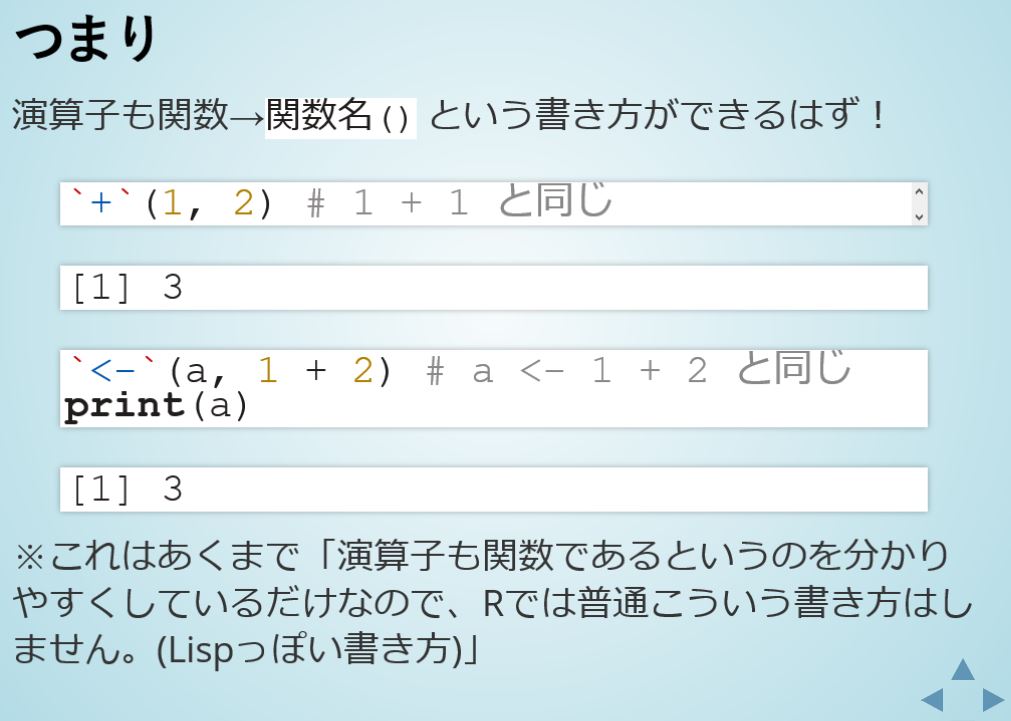 つまり
演算子も関数→関数名() という書き方ができるはず！
`+`(1, 2) # 1 + 1 と同じ
[1] 3
`<-`(a, 1 + 2) # a <- 1 + 2 と同じ
print(a)
[1] 3
※これはあくまで「演算子も関数であるというのを分かり
やすくしているだけなので、Rでは普通こういう書き方はし
ません。(Lispっぽい書き方)」